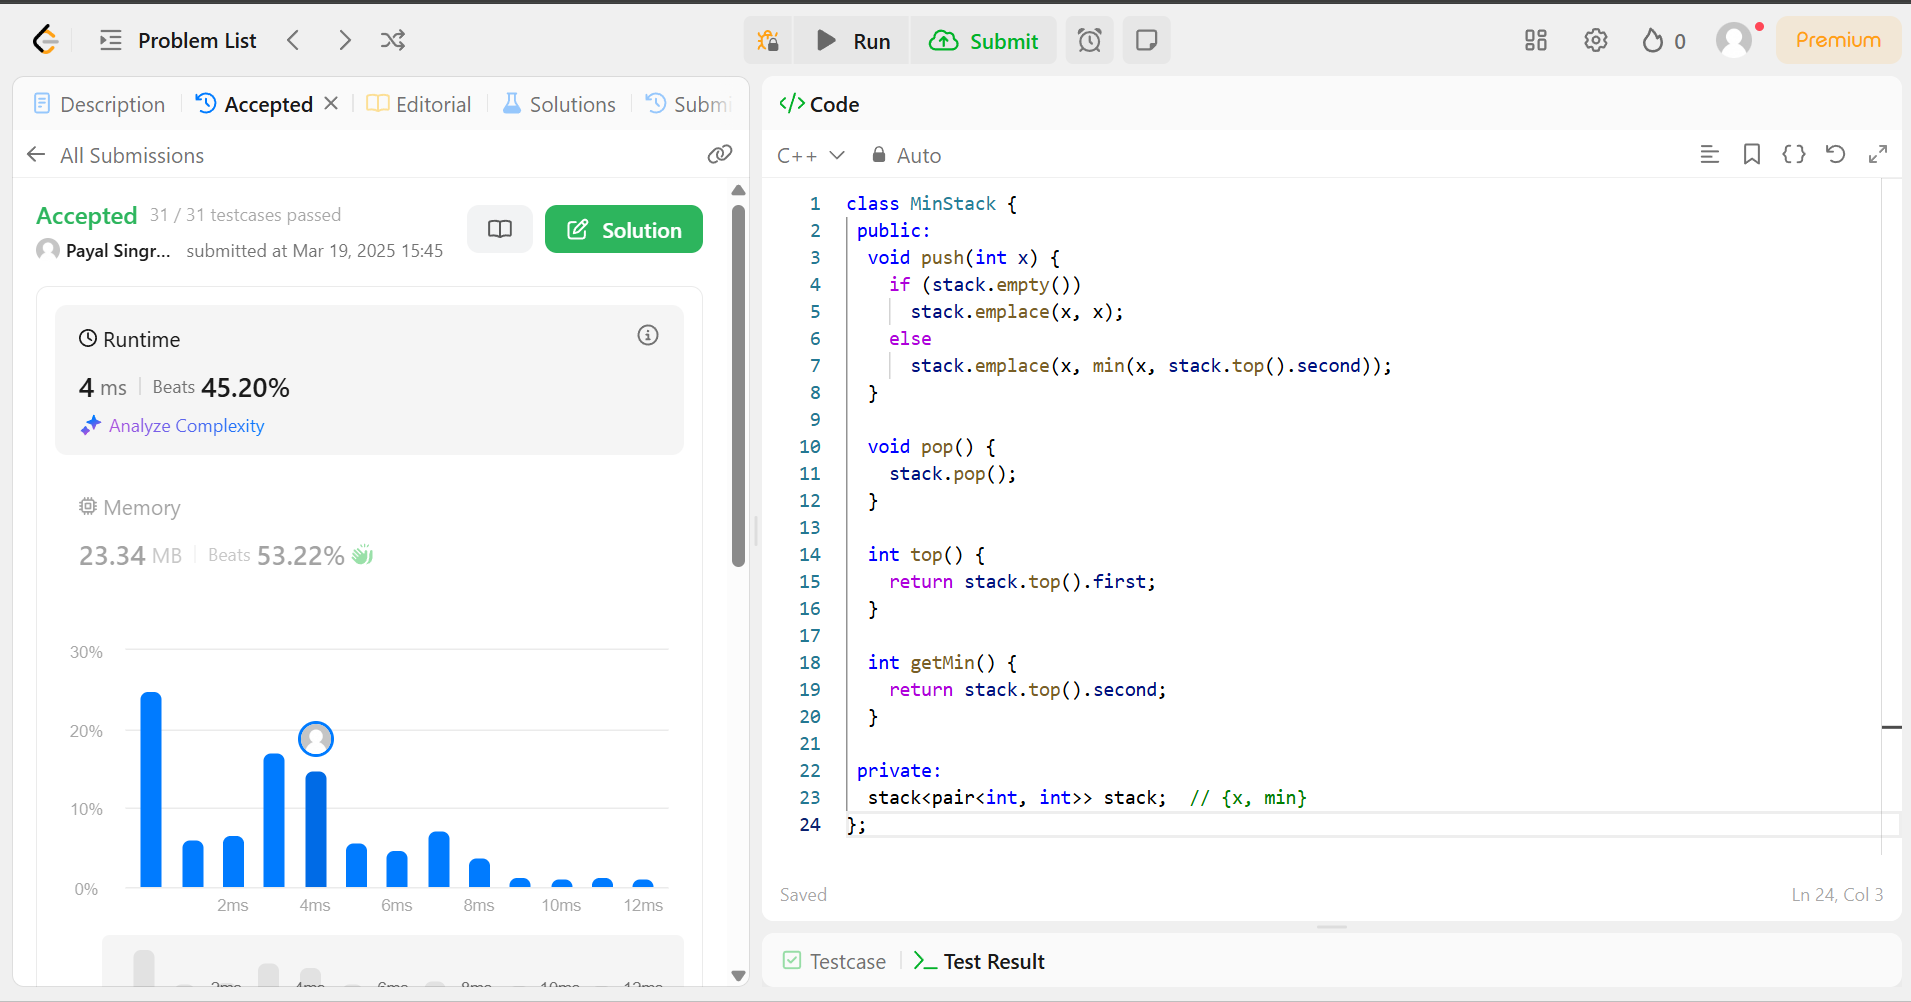 Problem List
Run
Submit
0
Premium
Description
Accepted
Editorial
Solutions
Submi
All Submissions
Accepted 31 / 31 testcases passed
Payal Singr... submitted at Mar 19, 2025 15:45
Solution
Runtime
4 ms Beats 45.20%
Analyze Complexity
Memory
23.34 MB Beats 53.22%
30%
20%
10%
0%
2ms 4ms 6ms 8ms 10ms 12ms
2ms 4ms 6ms 8ms 10ms 12ms
</> Code
C++ Auto
1 class MinStack {
2 public:
3 void push(int x) {
4 if (stack.empty())
5 stack.emplace(x, x);
6 else
7 stack.emplace(x, min(x, stack.top().second));
8 }
9
10 void pop() {
11 stack.pop();
12 }
13
14 int top() {
15 return stack.top().first;
16 }
17
18 int getMin() {
19 return stack.top().second;
20 }
21
22 private:
23 stack<pair<int, int>> stack; // {x, min}
24 };
Saved
Ln 24, Col 3
Testcase
Test Result